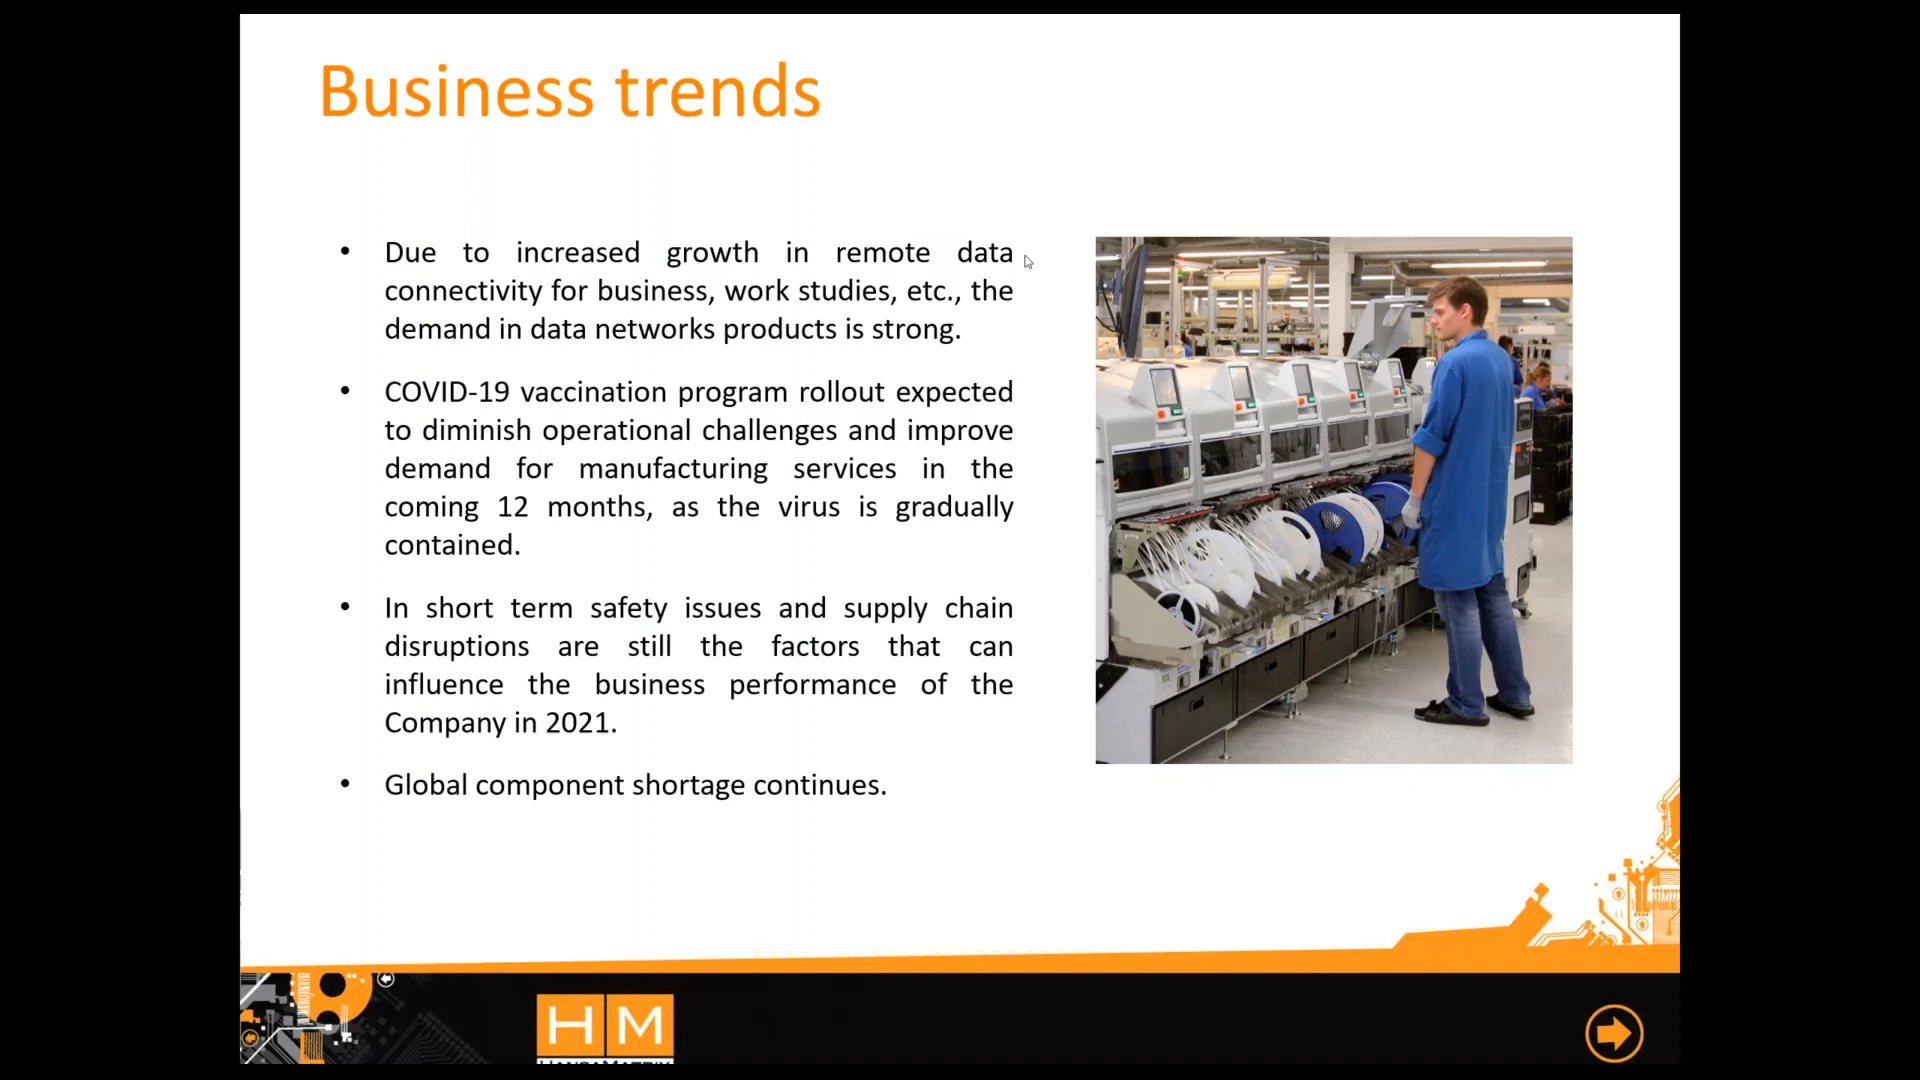 Business trends
• Due to increased growth in remote data
connectivity for business, work studies, etc., the
demand in data networks products is strong.
• COVID-19 vaccination program rollout expected
to diminish operational challenges and improve
demand for manufacturing services in the
coming 12 months, as the virus is gradually
contained.
• In short term safety issues and supply chain
disruptions are still the factors that can
influence the business performance of the
Company in 2021.
• Global component shortage continues.
HM
HANSAMATRIX